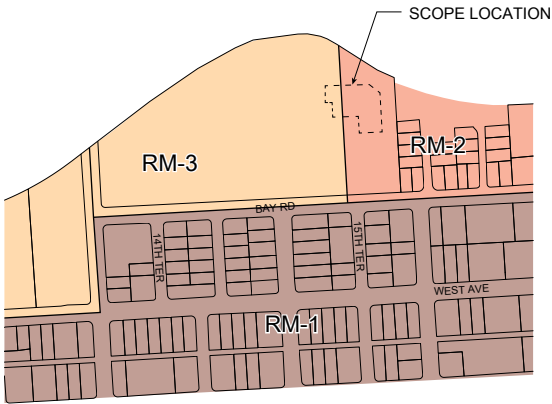 SCOPE LOCATION
RM-3
RM-2
BAY RD
14TH TER
15TH TER
WEST AVE
RM-1